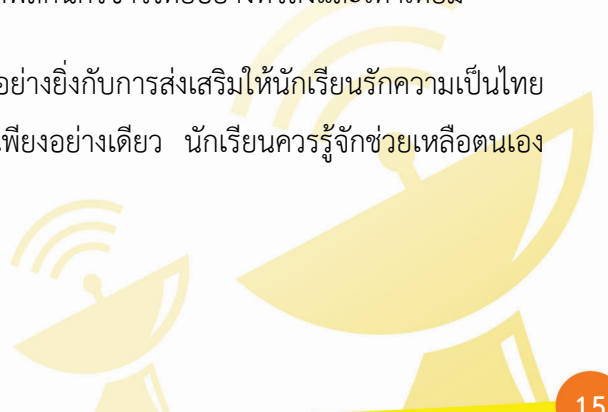 อย่างยิ่งกับการส่งเสริมให้นักเรียนรักความเป็นไทย
เพียงอย่างเดียว นักเรียนควรรู้จักช่วยเหลือตนเอง
15